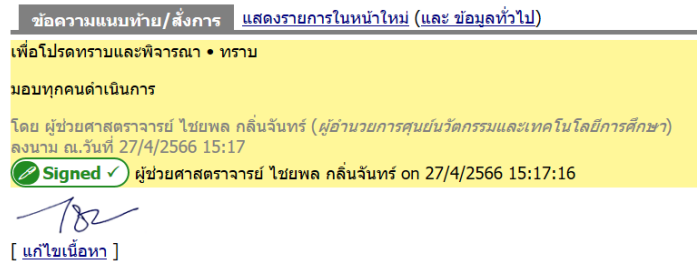 ข้อความแนบท้าย/สั่งการ แสดงรายการในหน้าใหม่ (และ ข้อมูลทั่วไป)
เพื่อโปรดทราบและพิจารณา • ทราบ
มอบทุกคนดำเนินการ
โดย ผู้ช่วยศาสตราจารย์ ไชยพล กลิ่นจันทร์ (ผู้อำนวยการศูนย์นวัตกรรมและเทคโนโลยีการศึกษา)
ลงนาม ณ.วันที่ 27/4/2566 15:17
Signed ✓ ผู้ช่วยศาสตราจารย์ ไชยพล กลิ่นจันทร์ on 27/4/2566 15:17:16
[ แก้ไขเนื้อหา ]